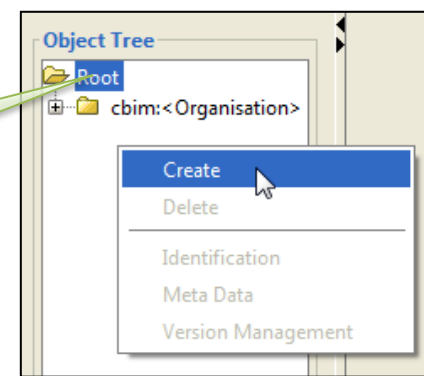 Object Tree
Root
cbim:<Organisation>
Create
Delete
Identification
Meta Data
Version Management